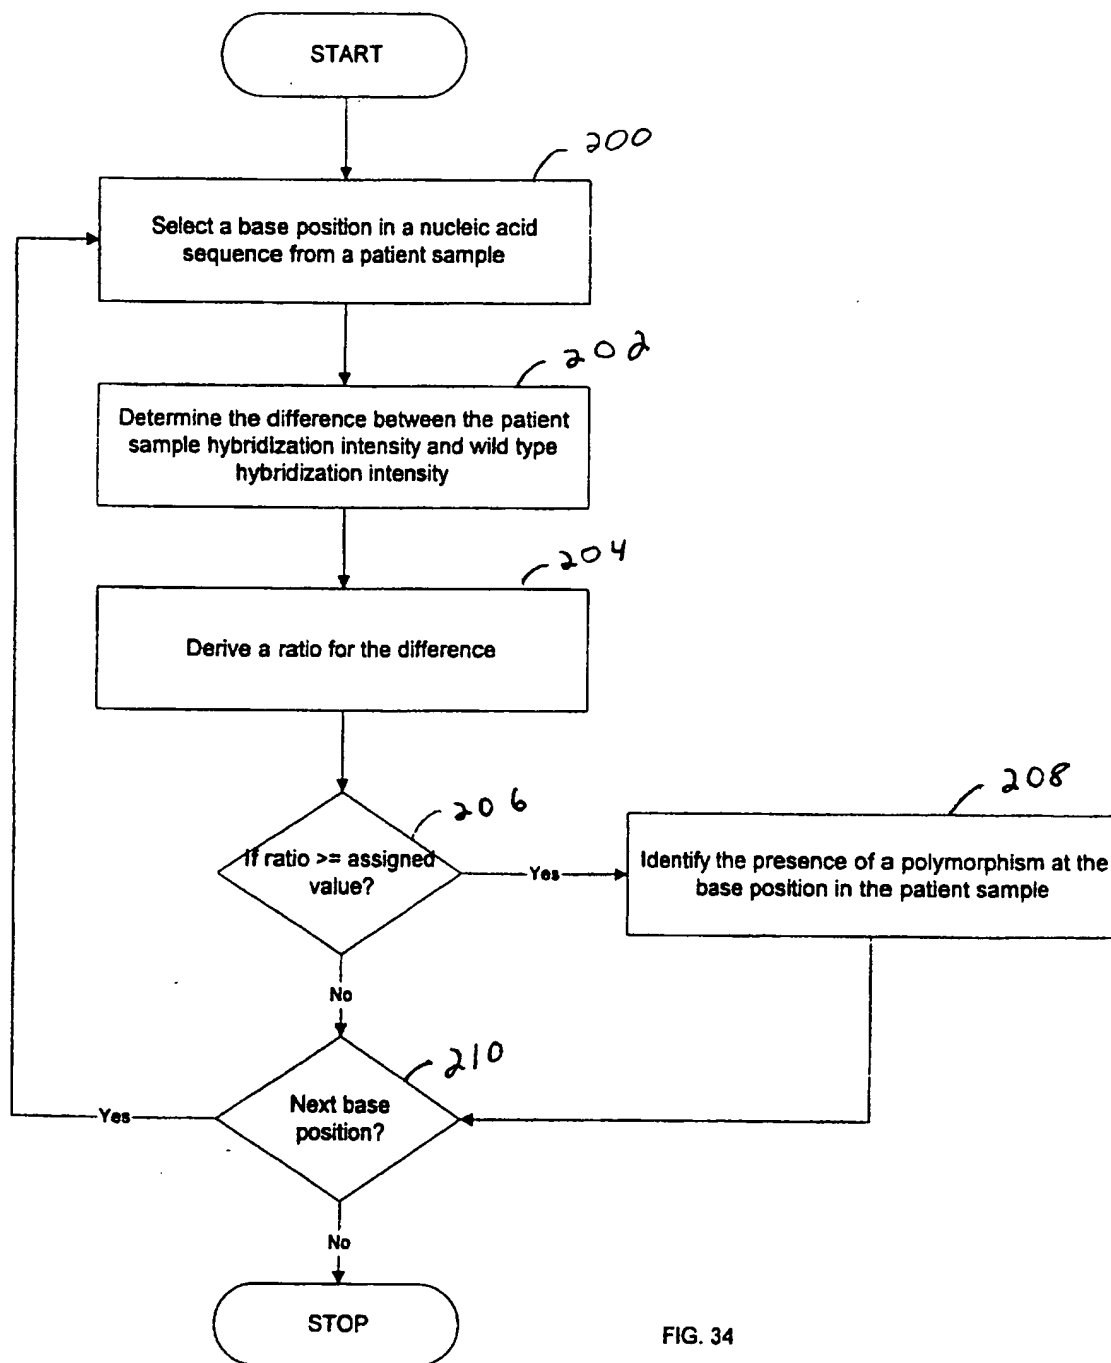 START
200
Select a base position in a nucleic acid
sequence from a patient sample
202
Determine the difference between the patient
sample hybridization intensity and wild type
hybridization intensity
204
Derive a ratio for the difference
206
If ratio >= assigned
value?
Yes
208
Identify the presence of a polymorphism at the
base position in the patient sample
No
210
Next base
position?
Yes
No
STOP
FIG. 34